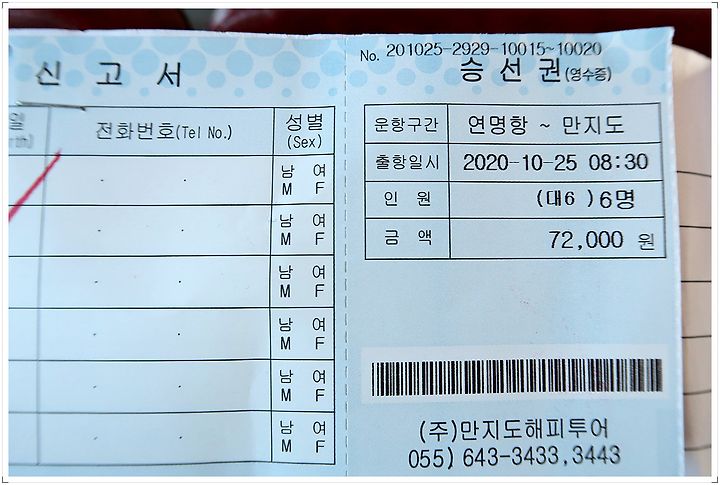 신 고 서
일
전화번호(Tel No.)
성별
(Sex)
남 여
M F
남 여
M F
남 여
M F
남 여
M F
남 여
M F
남 여
M F
No. 201025-2929-10015~10020
승 선 권(영수증)
운항구간 연명항 ~ 만지도
출항일시 2020-10-25 08:30
인 원 (대6 )6명
금 액 72,000 원
(주)만지도해피투어
055) 643-3433,3443